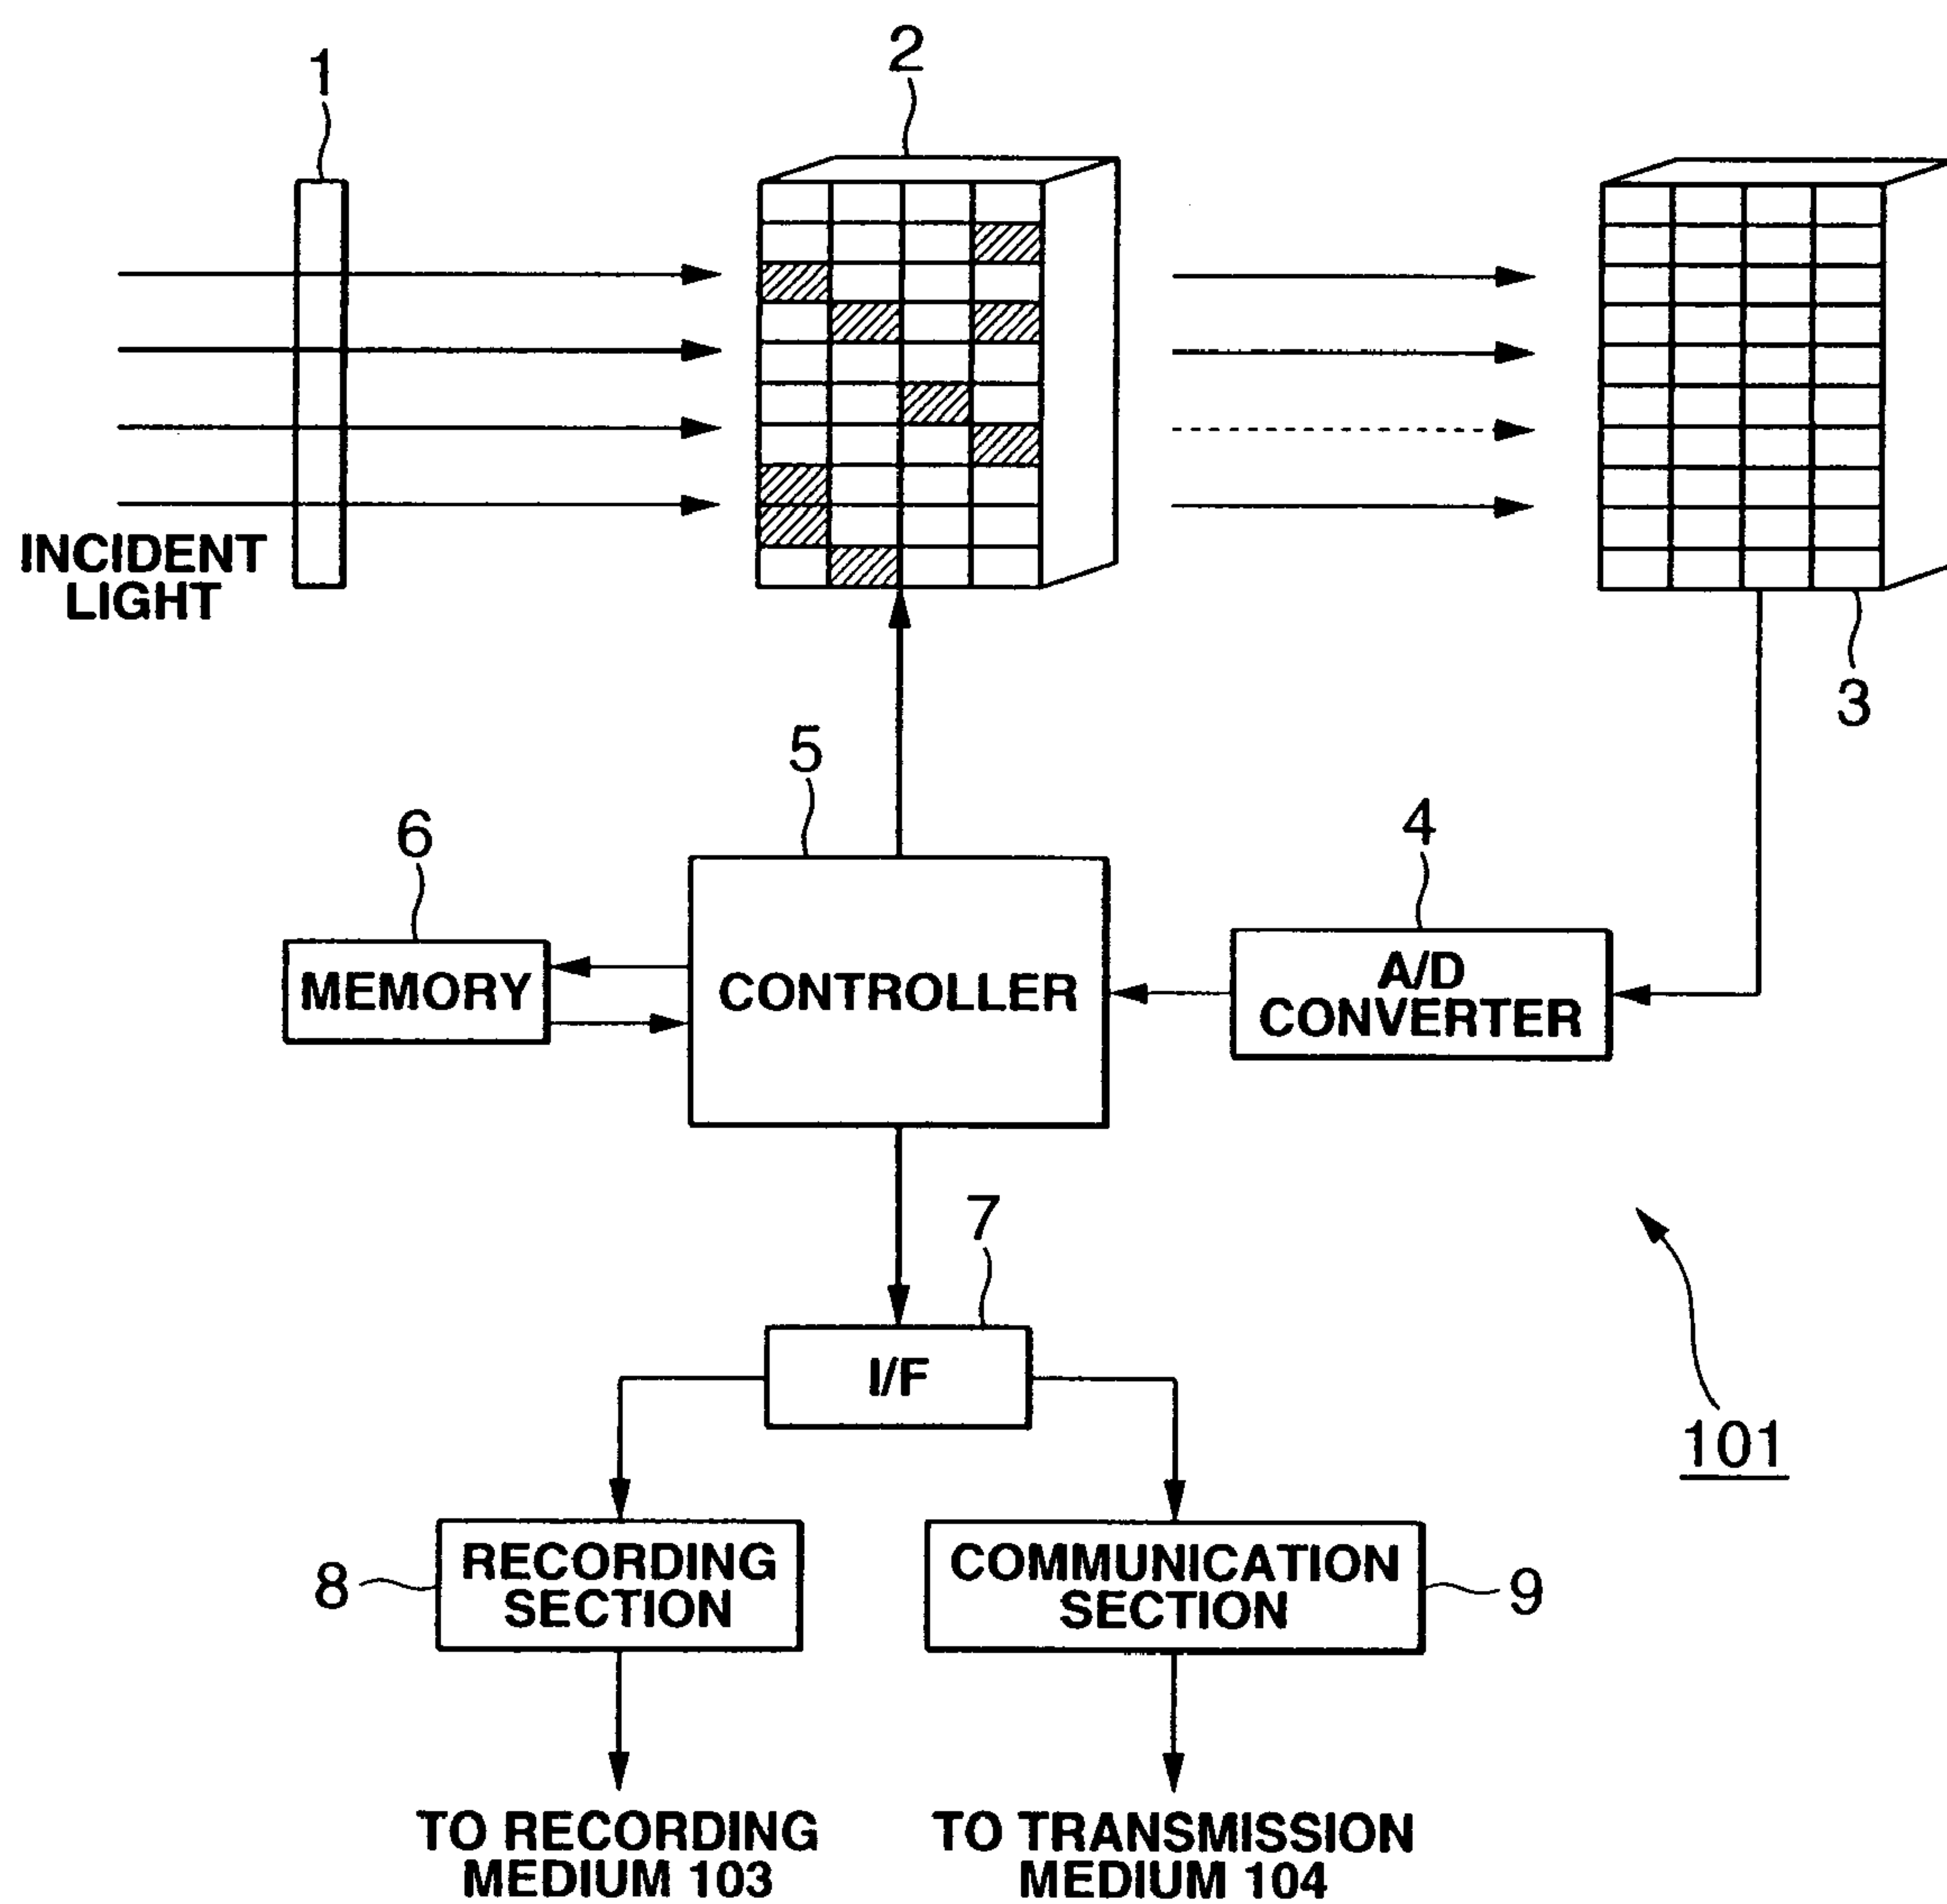 1
2
INCIDENT
LIGHT
3
5
6
4
MEMORY
CONTROLLER
A/D
CONVERTER
7
I/F
101
8
RECORDING
SECTION
COMMUNICATION
SECTION
9
TO RECORDING
MEDIUM 103
TO TRANSMISSION
MEDIUM 104